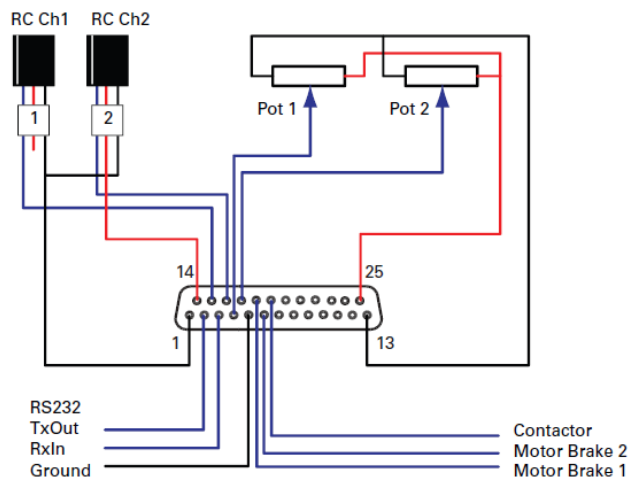 RC Ch1 RC Ch2
Pot 1 Pot 2
1 2
14 25
1 13
RS232
TxOut
RxIn
Ground
Contactor
Motor Brake 2
Motor Brake 1